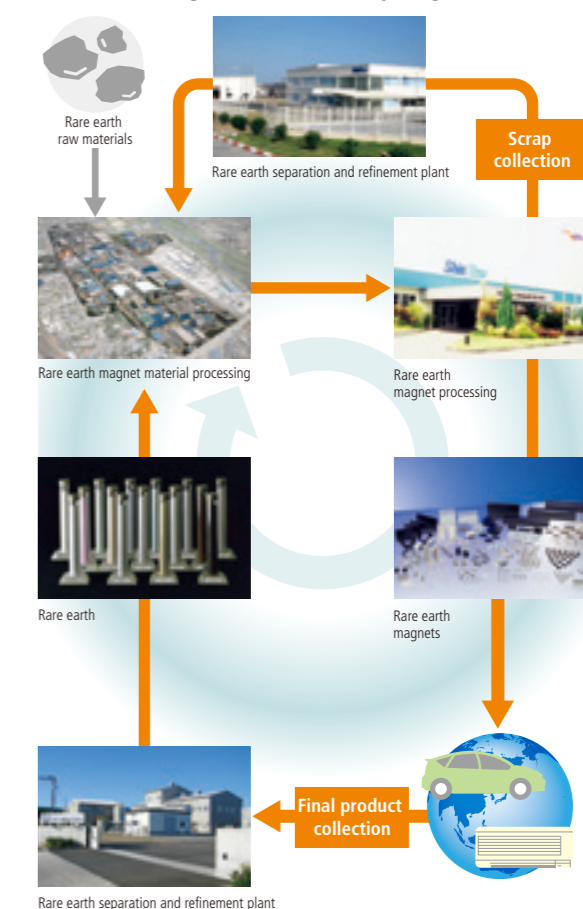 Rare earth
raw materials
Rare earth separation and refinement plant
Scrap
collection
Rare earth magnet material processing
Rare earth
magnet processing
Rare earth
Rare earth
magnets
Final product
collection
Rare earth separation and refinement plant